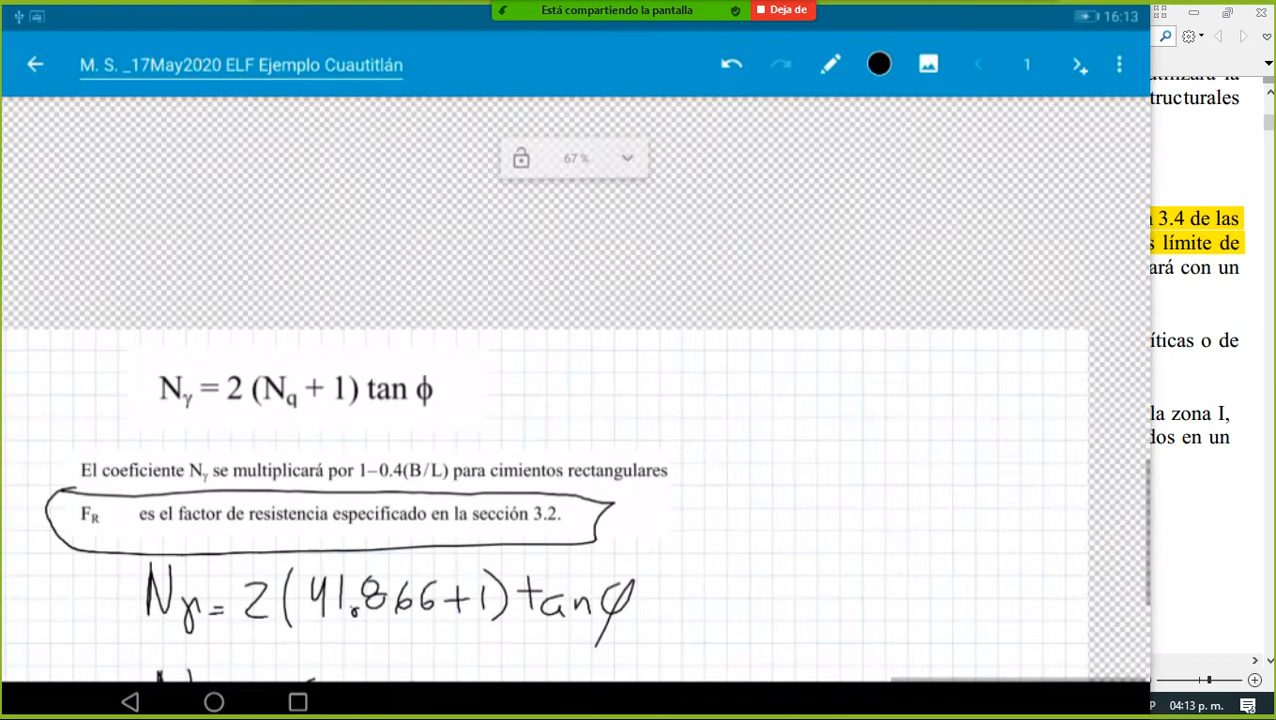 Está compartiendo la pantalla
Deja de
16:13
M. S. _17May2020 ELF Ejemplo Cuautitlán
1
tructurales
67 %
n 3.4 de las
s límite de
ará con un
íticas o de
Nγ = 2 (Nq + 1) tan ϕ
la zona I,
dos en un
El coeficiente Nγ se multiplicará por 1–0.4(B/L) para cimientos rectangulares
FR es el factor de resistencia especificado en la sección 3.2.
Nγ = 2 ( 41.866+1) tan φ
P 04:13 p. m.